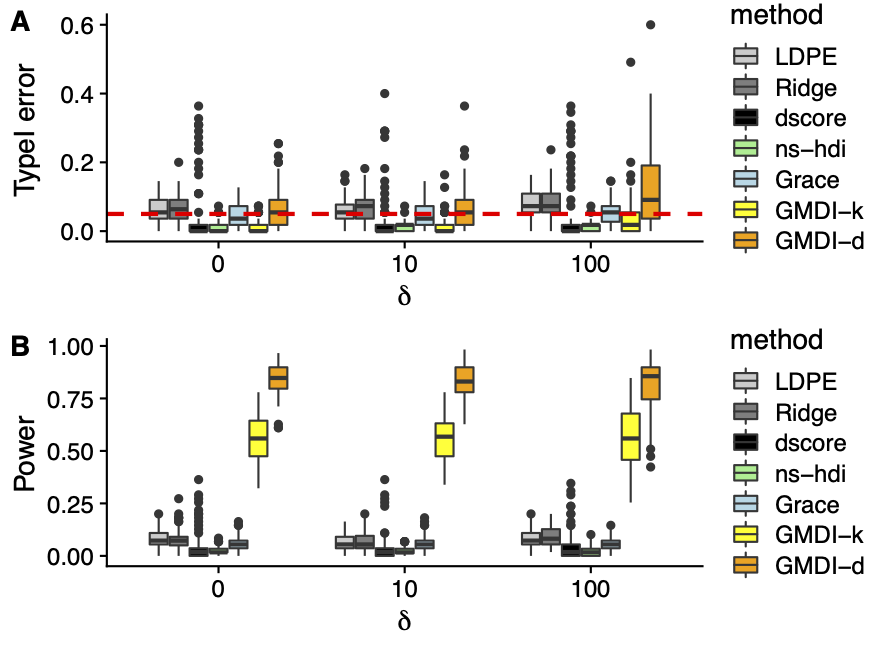 A
TypeI error
0.6
0.4
0.2
0.0
0
10
100
δ
method
LDPE
Ridge
dscore
ns−hdi
Grace
GMDI−k
GMDI−d
B
Power
1.00
0.75
0.50
0.25
0.00
0
10
100
δ
method
LDPE
Ridge
dscore
ns−hdi
Grace
GMDI−k
GMDI−d